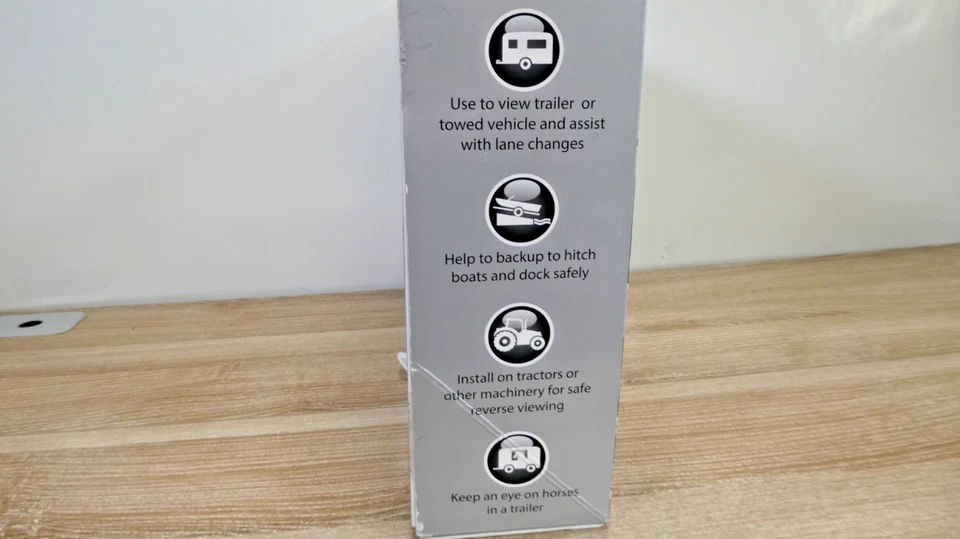 Use to view trailer or
towed vehicle and assist
with lane changes
Help to backup to hitch
boats and dock safely
Install on tractors or
other machinery for safe
reverse viewing
Keep an eye on horses
in a trailer